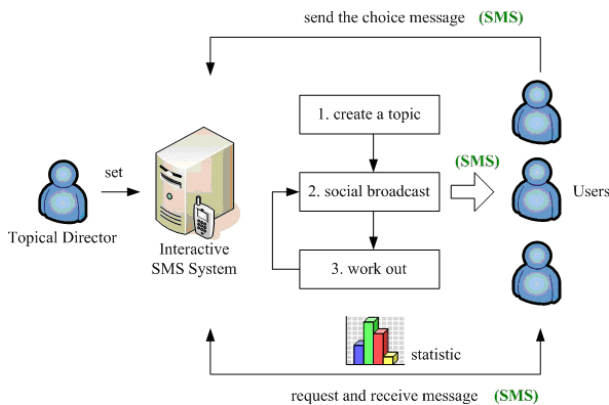 send the choice message (SMS)
1. create a topic
(SMS)
set
2. social broadcast
Users
Topical Director
Interactive
SMS System
3. work out
statistic
request and receive message (SMS)